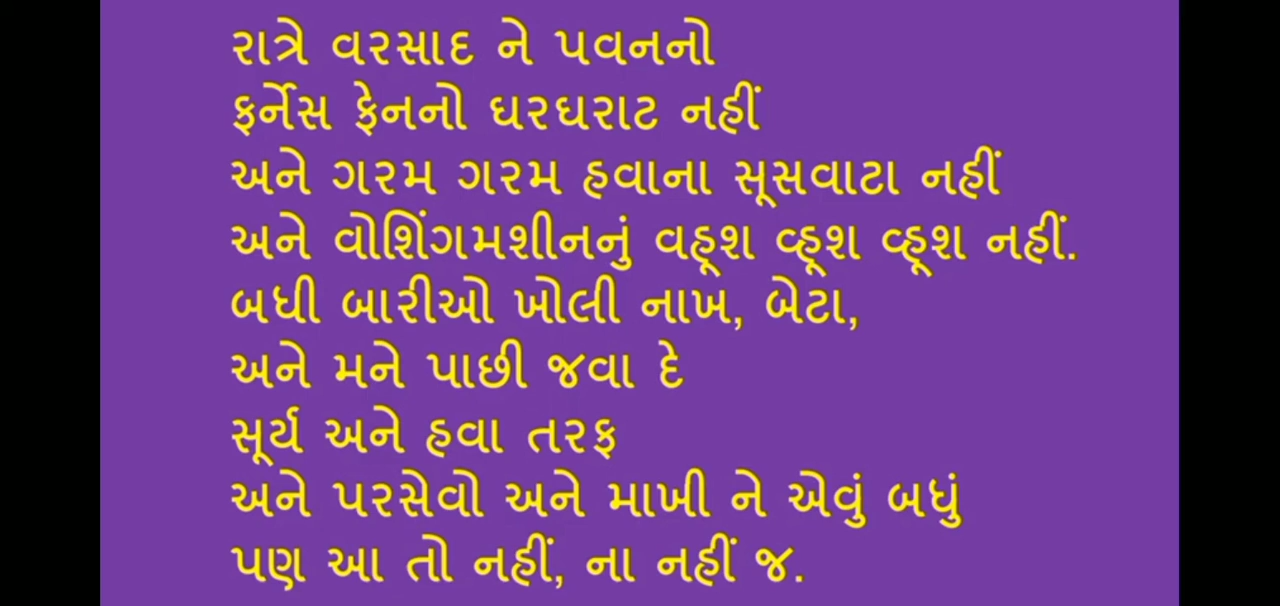 રાત્રે વરસાદ ને પવનનો
ફર્નેસ ફેનનો ઘરઘરાટ નહીં
અને ગરમ ગરમ હવાના સૂસવાટા નહીં
અને વોશિંગમશીનનું વહૂશ વ્હૂશ વ્હૂશ નહીં.
બધી બારીઓ ખોલી નાખ, બેટા,
અને મને પાછી જવા દે
સૂર્ય અને હવા તરફ
અને પરસેવો અને માખી ને એવું બધું
પણ આ તો નહીં, ના નહીં જ.